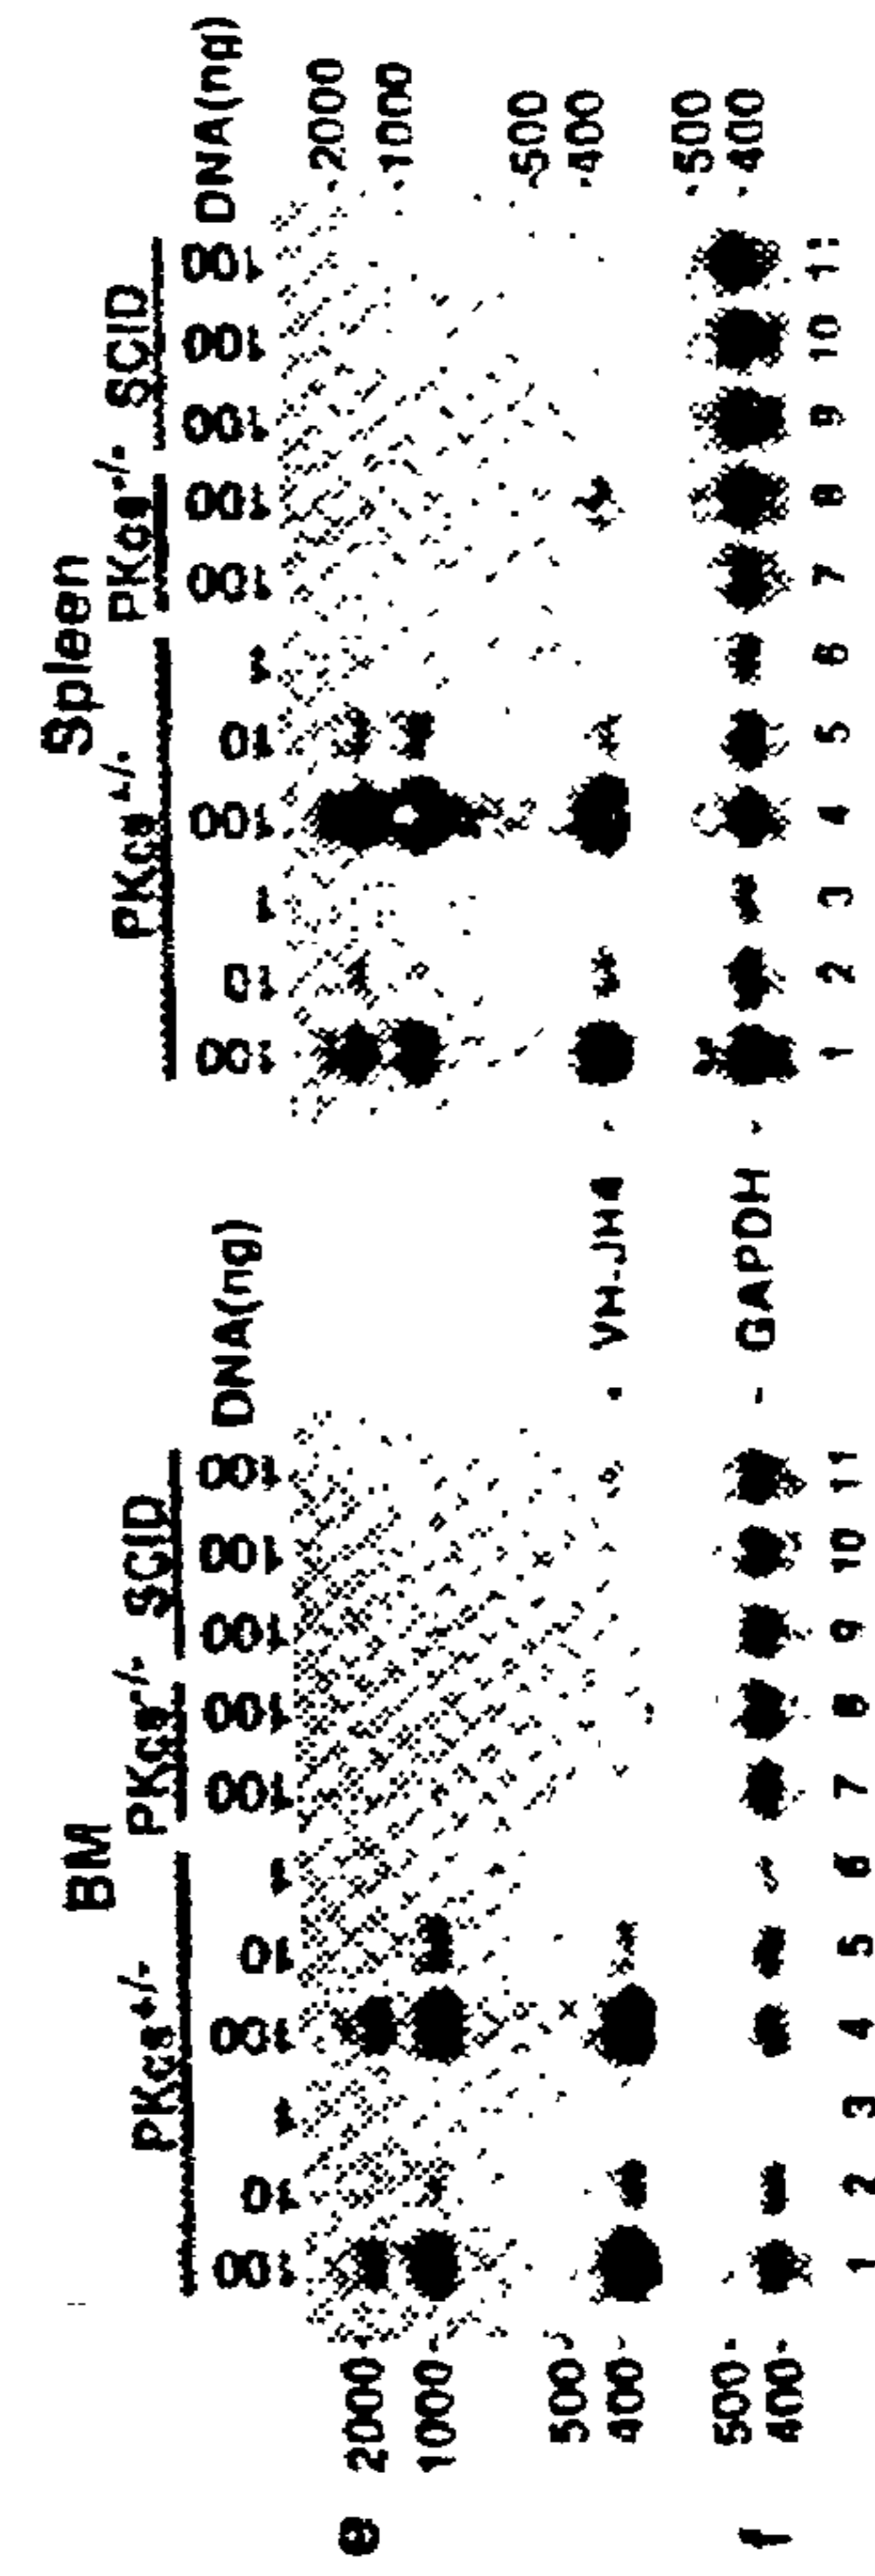 BM Spleen
PKcs+/- PKcs-/- SCID PKcs+/- PKcs-/- SCID
100 10 1 100 10 1 100 100 100 100 100 DNA(ng) 100 10 1 100 10 1 100 100 100 100 100 DNA(ng)
e 2000- -2000
1000- -1000
500- -500
400- - VH-JH4 - -400
f 500- -500
400- - GAPDH - -400
1 2 3 4 5 6 7 8 9 10 11 1 2 3 4 5 6 7 8 9 10 11